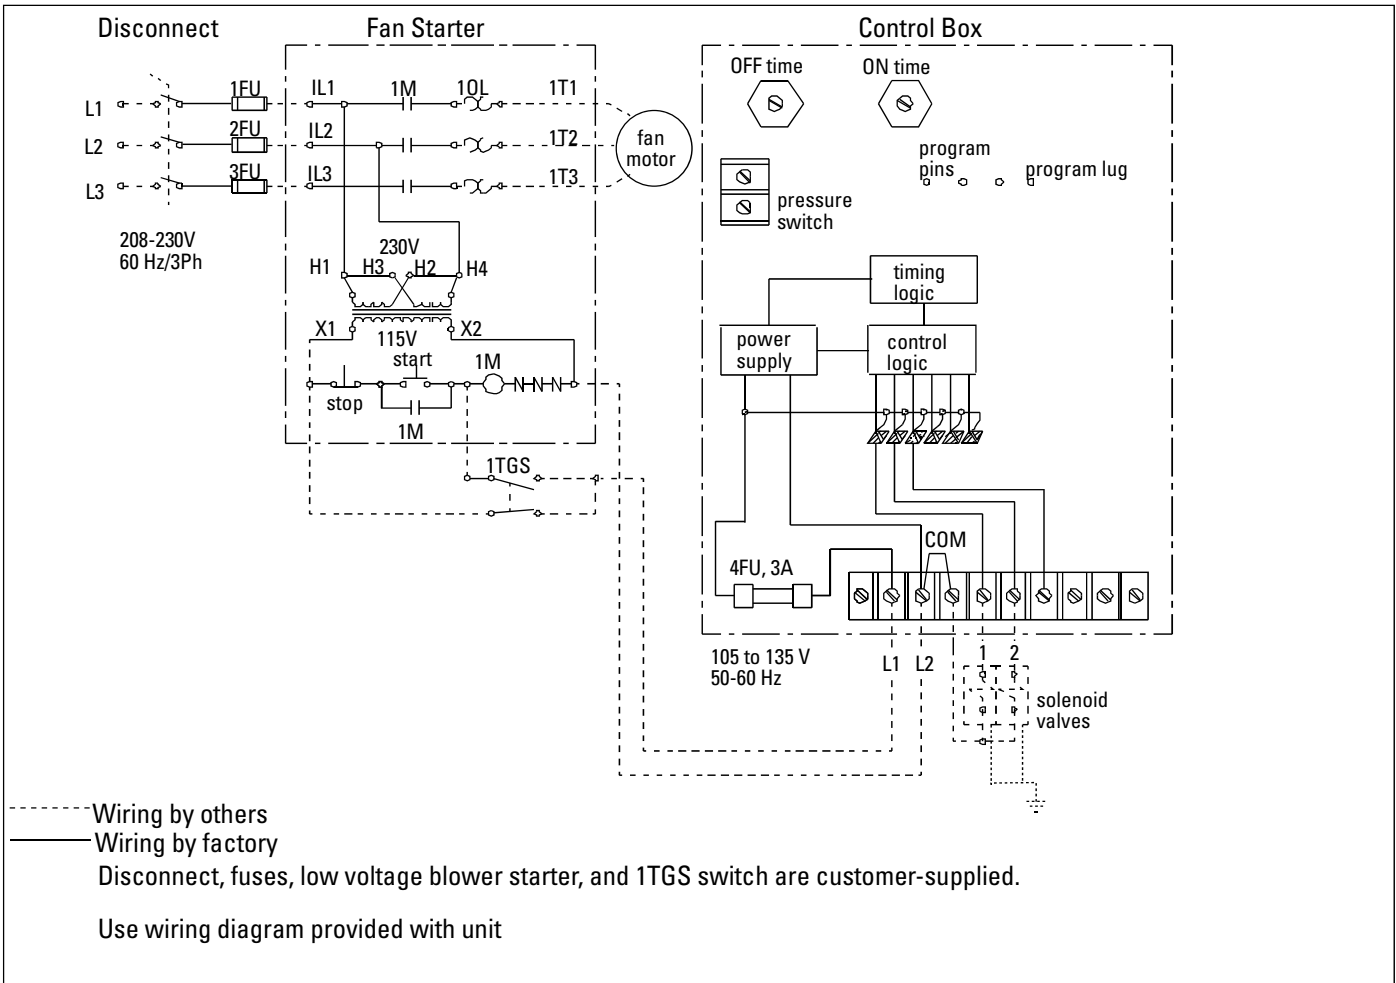 Disconnect
Fan Starter
Control Box
L1
L2
L3
208-230V
60 Hz/3Ph
1FU
2FU
3FU
IL1
IL2
IL3
1M
1OL
1T1
1T2
1T3
fan
motor
230V
H1
H3
H2
H4
X1
X2
115V
start
stop
1M
1M
1TGS
OFF time
ON time
program
pins
program lug
pressure
switch
timing
logic
power
supply
control
logic
COM
4FU, 3A
105 to 135 V
50-60 Hz
L1
L2
1
2
solenoid
valves
Wiring by others
Wiring by factory
Disconnect, fuses, low voltage blower starter, and 1TGS switch are customer-supplied.
Use wiring diagram provided with unit